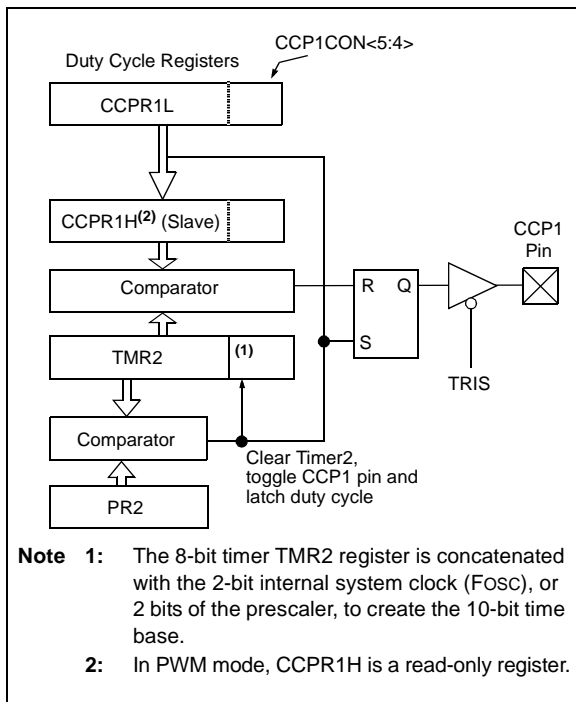 CCP1CON<5:4>
Duty Cycle Registers
CCPR1L
CCPR1H(2) (Slave)
CCP1
Pin
Comparator
R Q
S
TMR2
(1)
TRIS
Comparator
Clear Timer2,
toggle CCP1 pin and
latch duty cycle
PR2
Note 1: The 8-bit timer TMR2 register is concatenated
with the 2-bit internal system clock (FOSC), or
2 bits of the prescaler, to create the 10-bit time
base.
2: In PWM mode, CCPR1H is a read-only register.